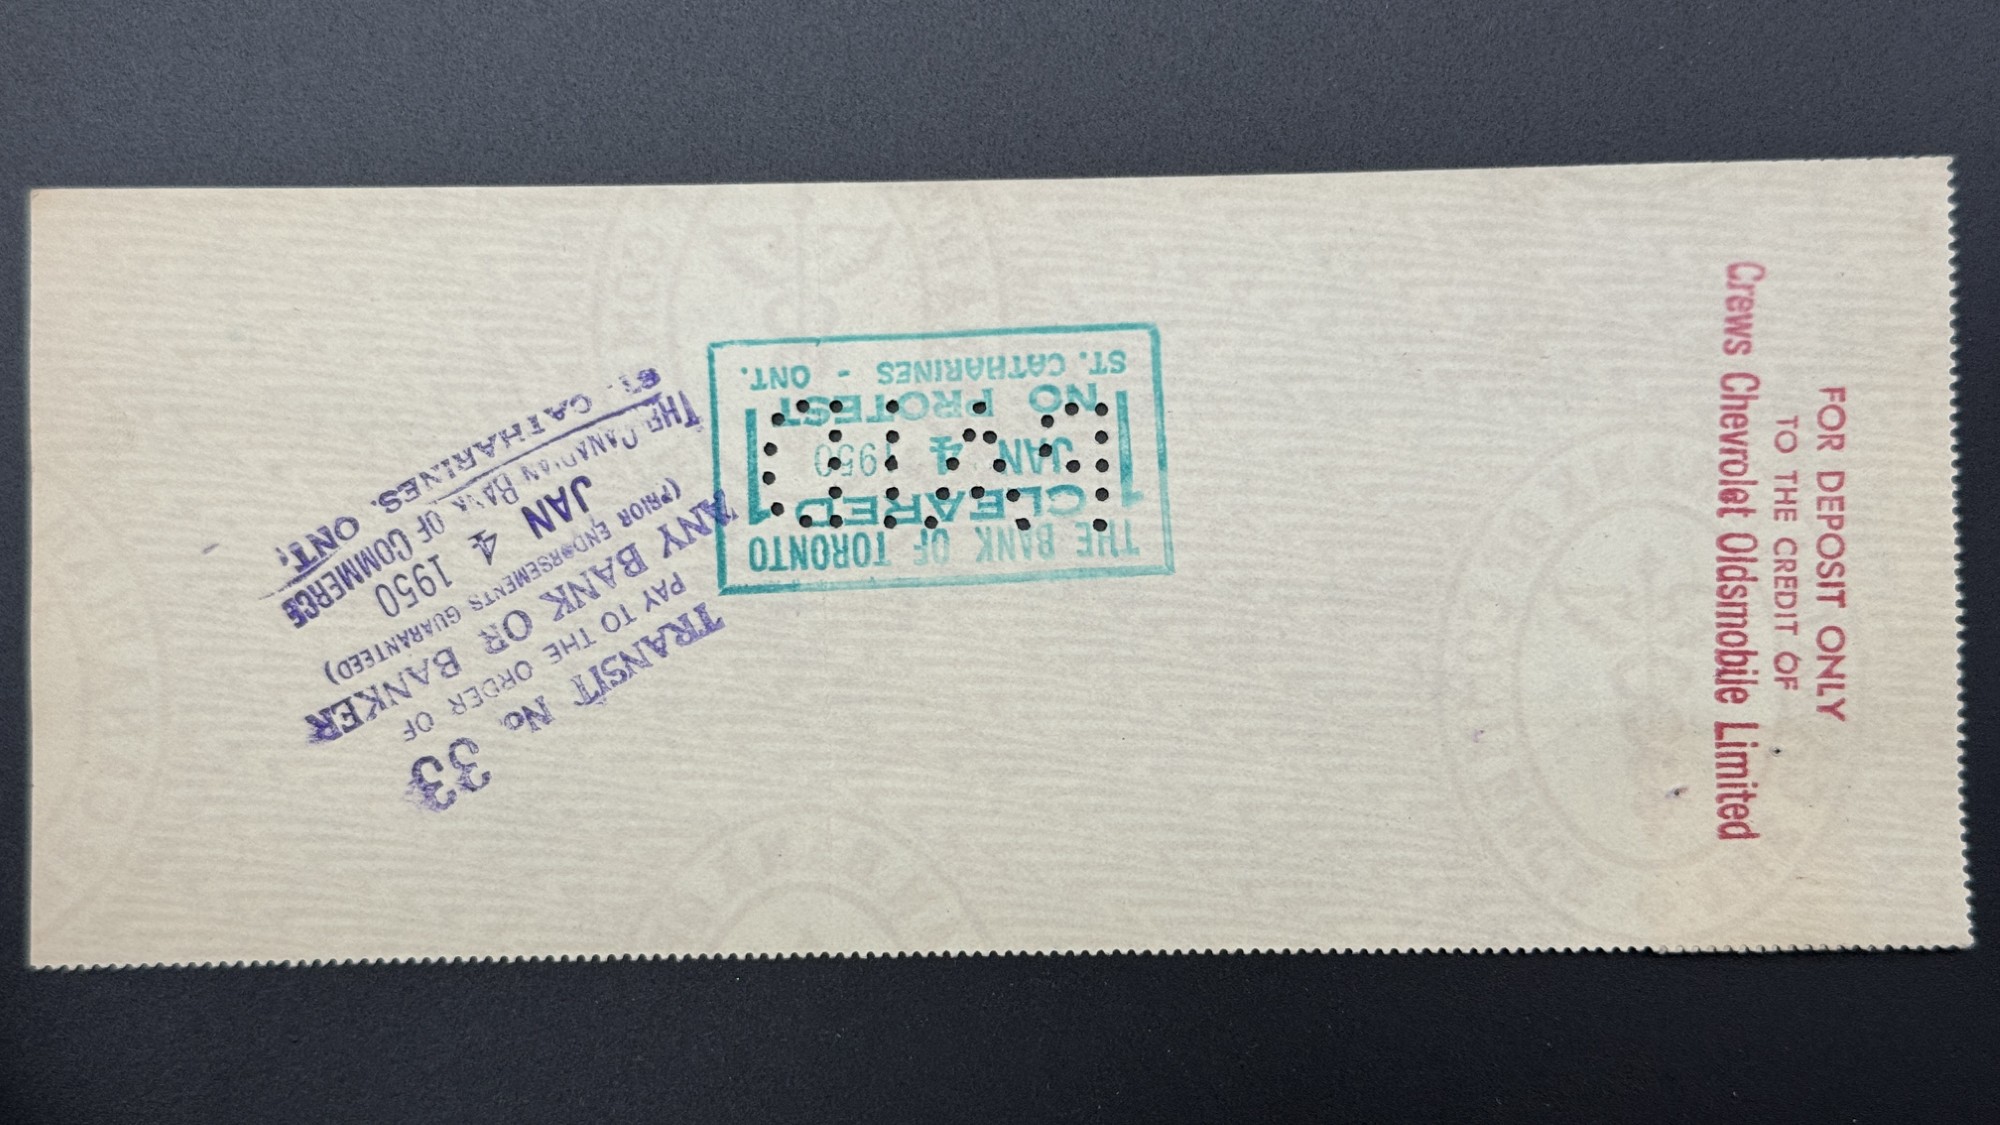 FOR DEPOSIT ONLY
TO THE CREDIT OF
Crews Chevrolet Oldsmobile Limited
THE BANK OF TORONTO
CLEARED
JAN 4 1950
NO PROTEST
ST. CATHARINES - ONT.
TRANSIT No. 33
PAY TO THE ORDER OF
ANY BANK OR BANKER
(PRIOR ENDORSEMENTS GUARANTEED)
JAN 4 1950
THE CANADIAN BANK OF COMMERCE
ST. CATHARINES, ONT.